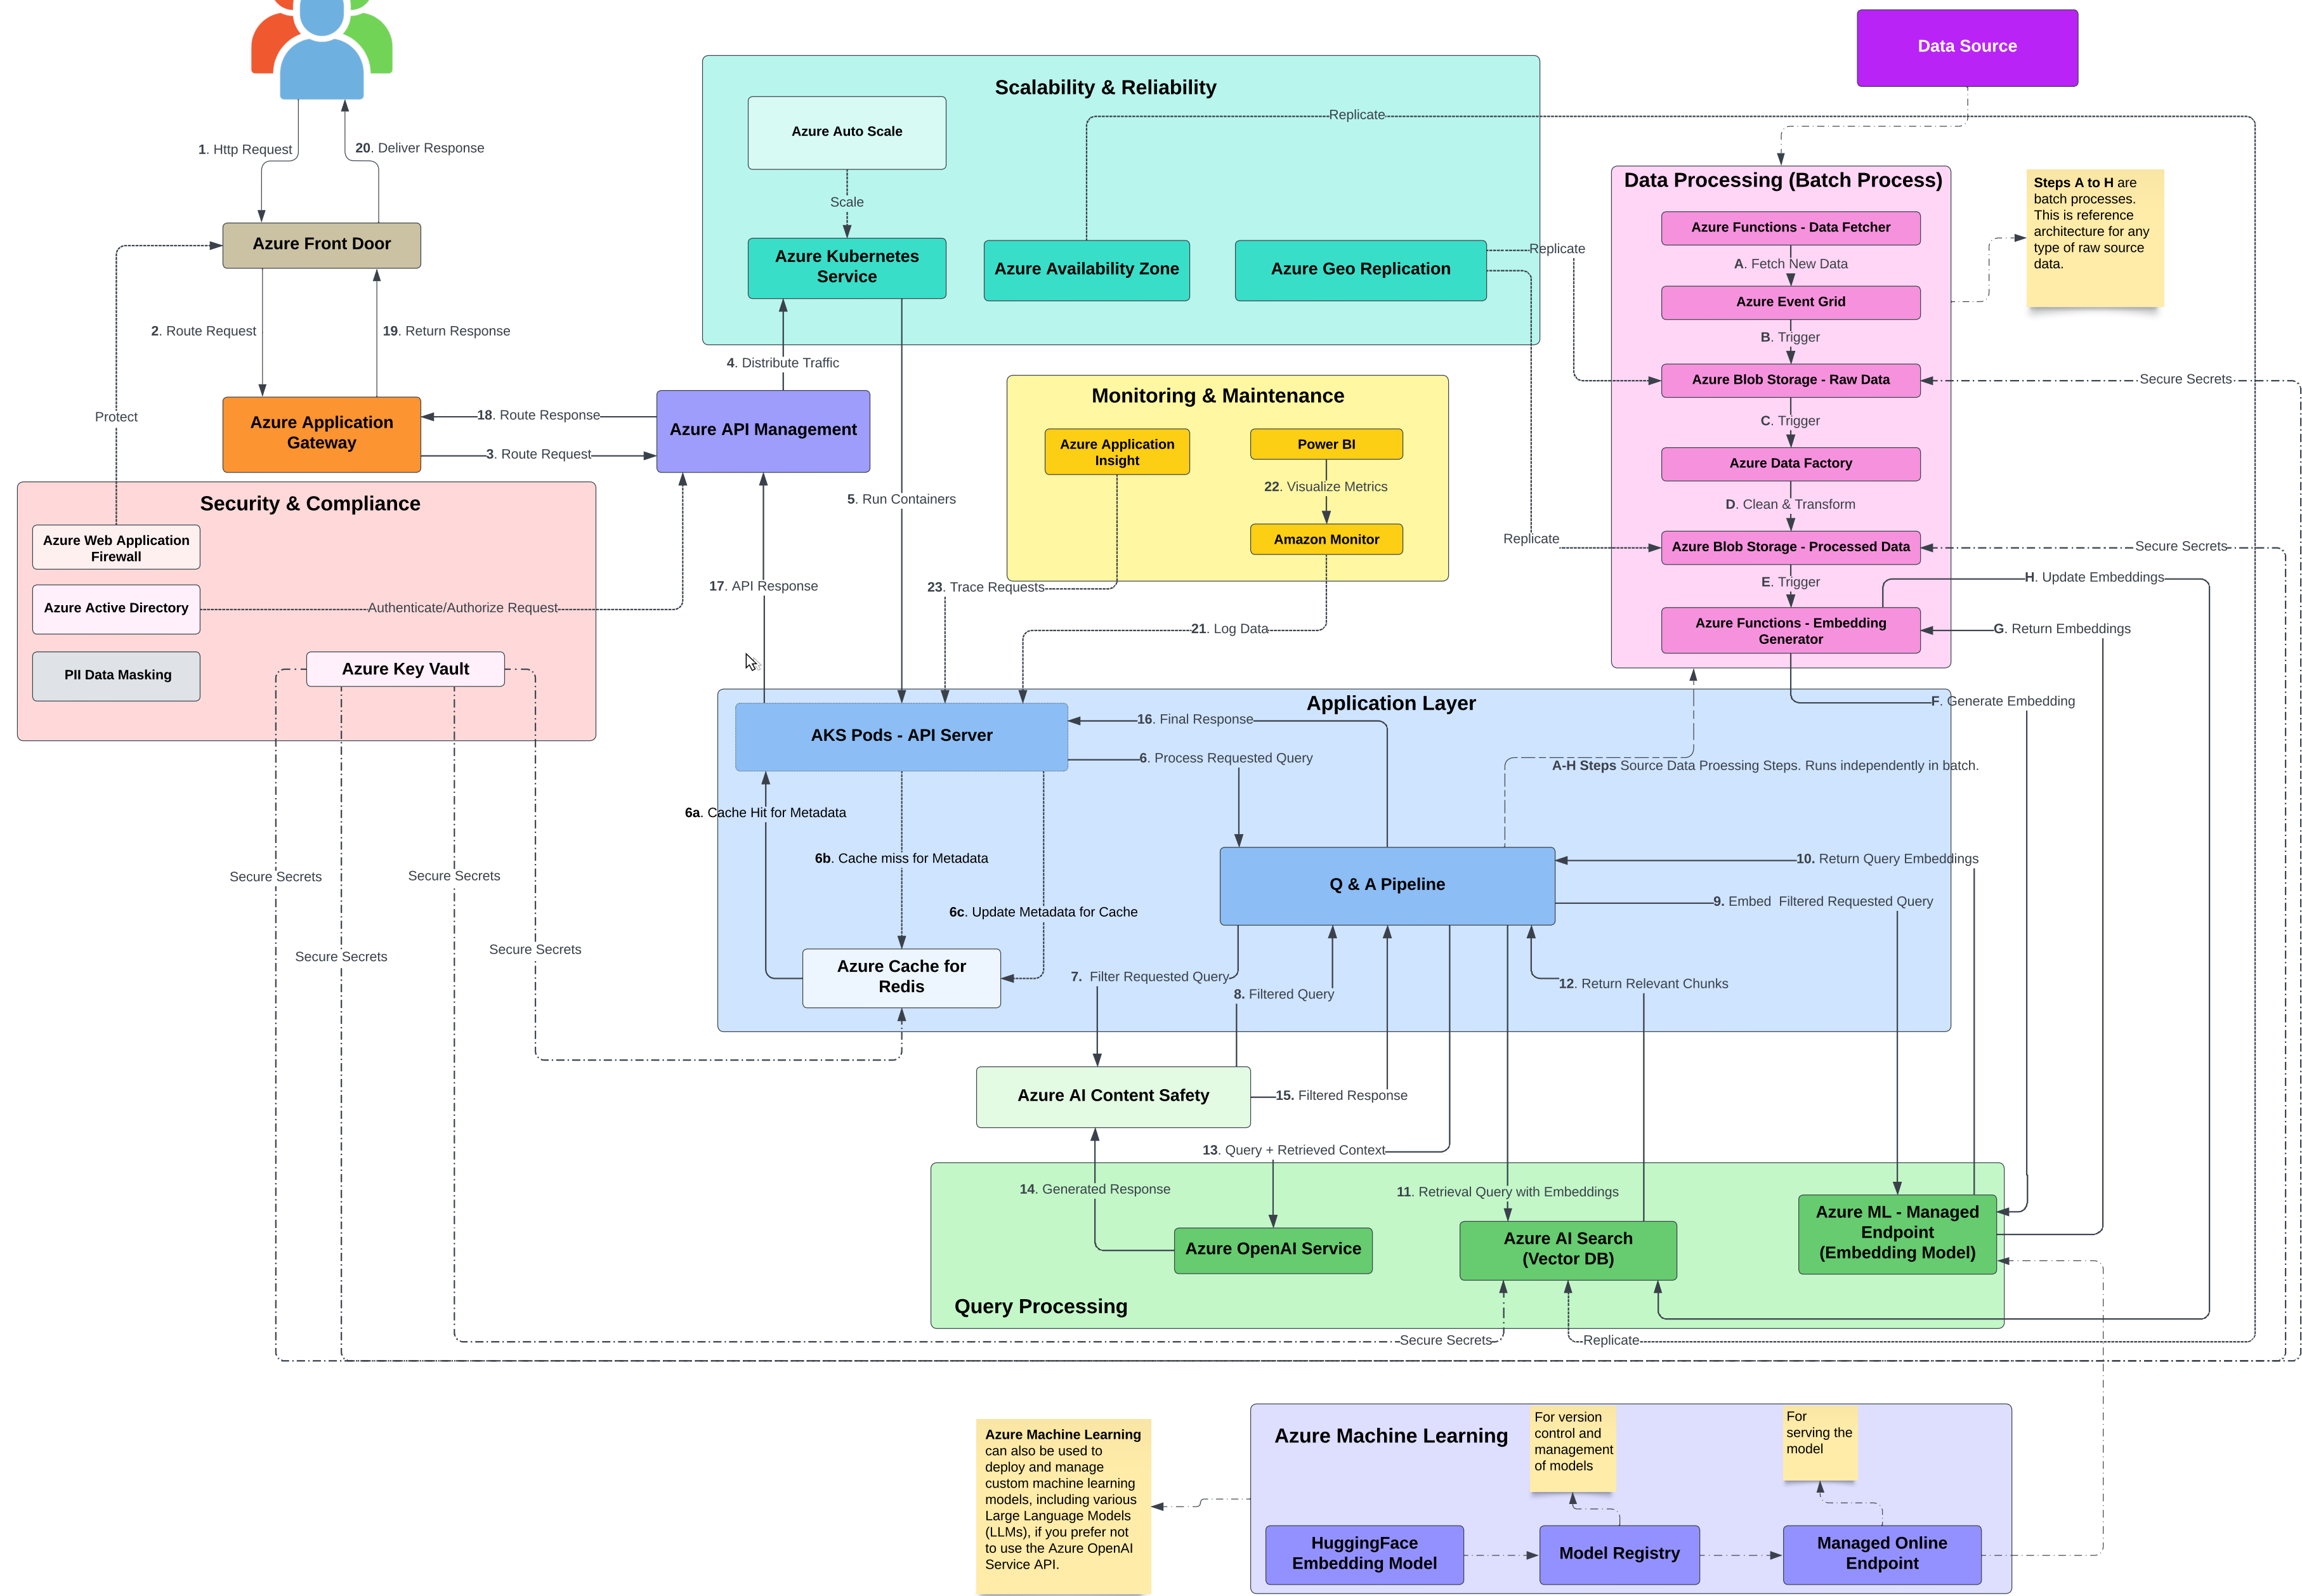 Data Source
Scalability & Reliability
Azure Auto Scale
Replicate
1. Http Request
20. Deliver Response
Data Processing (Batch Process)
Steps A to H are
batch processes.
This is reference
architecture for any
type of raw source
data.
Scale
Azure Functions - Data Fetcher
Azure Front Door
Azure Kubernetes
Service
Azure Availability Zone
Azure Geo Replication
Replicate
A. Fetch New Data
Azure Event Grid
2. Route Request
19. Return Response
B. Trigger
4. Distribute Traffic
Azure Blob Storage - Raw Data
Secure Secrets
Monitoring & Maintenance
Protect
Azure Application
Gateway
18. Route Response
3. Route Request
Azure API Management
C. Trigger
Azure Application
Insight
Power BI
Azure Data Factory
22. Visualize Metrics
5. Run Containers
Security & Compliance
D. Clean & Transform
Amazon Monitor
Replicate
Azure Blob Storage - Processed Data
Secure Secrets
Azure Web Application
Firewall
17. API Response
23. Trace Requests
E. Trigger
H. Update Embeddings
Azure Active Directory
Authenticate/Authorize Request
21. Log Data
Azure Functions - Embedding
Generator
G. Return Embeddings
PII Data Masking
Azure Key Vault
Application Layer
F. Generate Embedding
AKS Pods - API Server
16. Final Response
6. Process Requested Query
A-H Steps Source Data Proessing Steps. Runs independently in batch.
6a. Cache Hit for Metadata
6b. Cache miss for Metadata
10. Return Query Embeddings
Secure Secrets
Secure Secrets
Q & A Pipeline
9. Embed  Filtered Requested Query
6c. Update Metadata for Cache
Secure Secrets
Secure Secrets
Azure Cache for
Redis
7.  Filter Requested Query
8. Filtered Query
12. Return Relevant Chunks
Azure AI Content Safety
15. Filtered Response
13. Query + Retrieved Context
14. Generated Response
11. Retrieval Query with Embeddings
Azure OpenAI Service
Azure AI Search
(Vector DB)
Azure ML - Managed
Endpoint
(Embedding Model)
Query Processing
Secure Secrets
Replicate
Azure Machine Learning
can also be used to
deploy and manage
custom machine learning
models, including various
Large Language Models
(LLMs), if you prefer not
to use the Azure OpenAI
Service API.
Azure Machine Learning
For version
control and
management
of models
For
serving the
model
HuggingFace
Embedding Model
Model Registry
Managed Online
Endpoint